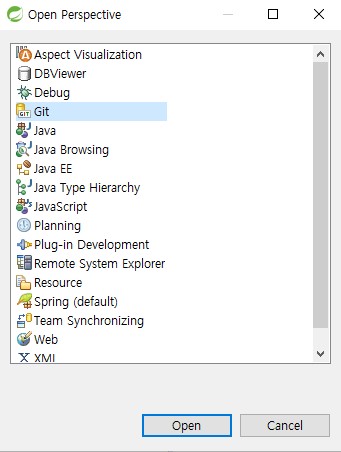 Open Perspective
Aspect Visualization
DBViewer
Debug
Git
Java
Java Browsing
Java EE
Java Type Hierarchy
JavaScript
Planning
Plug-in Development
Remote System Explorer
Resource
Spring (default)
Team Synchronizing
Web
XML
Open
Cancel